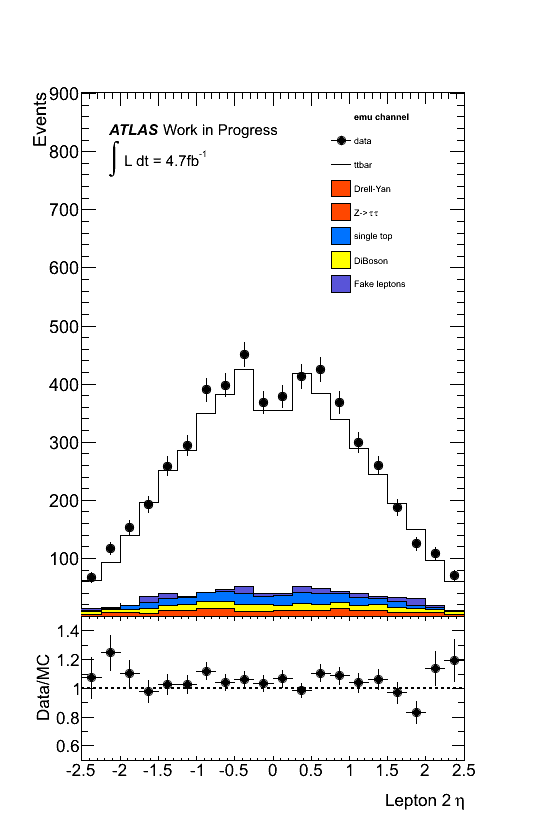 Events
900
800
700
600
500
400
300
200
100
ATLAS Work in Progress
∫ L dt = 4.7fb⁻¹
emu channel
data
ttbar
Drell-Yan
Z->ττ
single top
DiBoson
Fake leptons
Data/MC
1.4
1.2
1
0.8
0.6
-2.5 -2 -1.5 -1 -0.5 0 0.5 1 1.5 2 2.5
Lepton 2 η